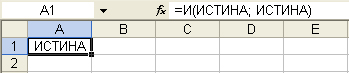 A1 fx =И(ИСТИНА; ИСТИНА)
A B C D E
1 ИСТИНА
2